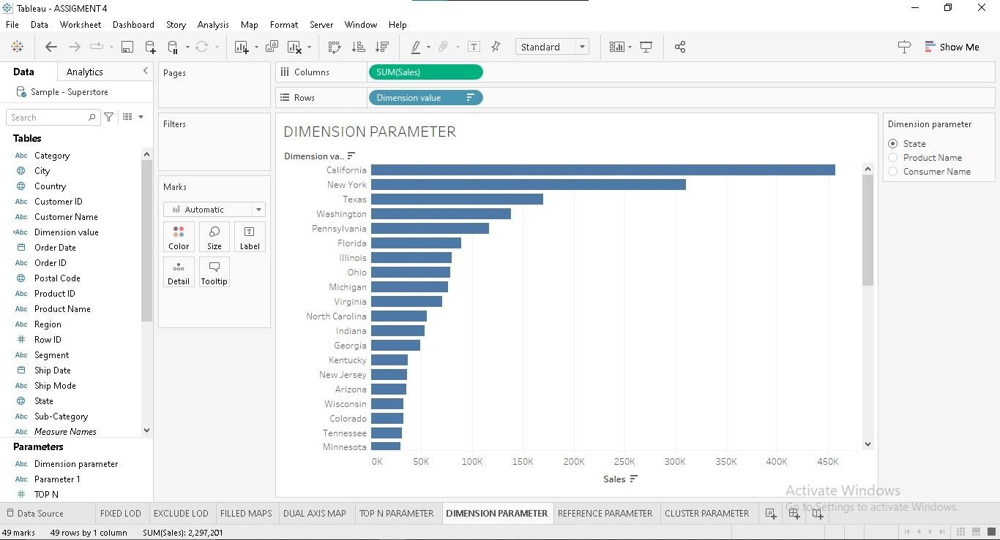 Tableau - ASSIGMENT4
File Data Worksheet Dashboard Story Analysis Map Format Server Window Help
Standard
Show Me
Data Analytics
Sample - Superstore
Search
Tables
Abc Category
City
Country
Abc Customer ID
Abc Customer Name
=Abc Dimension value
Order Date
Abc Order ID
Postal Code
Abc Product ID
Abc Product Name
Abc Region
# Row ID
Abc Segment
Ship Date
Abc Ship Mode
State
Abc Sub-Category
Abc Measure Names
Parameters
Abc Dimension parameter
Abc Parameter 1
# TOP N
Pages
Filters
Marks
Automatic
Color Size Label
Detail Tooltip
Columns SUM(Sales)
Rows Dimension value
DIMENSION PARAMETER
Dimension va..
California
New York
Texas
Washington
Pennsylvania
Florida
Illinois
Ohio
Michigan
Virginia
North Carolina
Indiana
Georgia
Kentucky
New Jersey
Arizona
Wisconsin
Colorado
Tennessee
Minnesota
0K 50K 100K 150K 200K 250K 300K 350K 400K 450K
Sales
Dimension parameter
State
Product Name
Consumer Name
Activate Windows
Go to Settings to activate Windows.
Data Source FIXED LOD EXCLUDE LOD FILLED MAPS DUAL AXIS MAP TOP N PARAMETER DIMENSION PARAMETER REFERENCE PARAMETER CLUSTER PARAMETER
49 marks 49 rows by 1 column SUM(Sales): 2,297,201